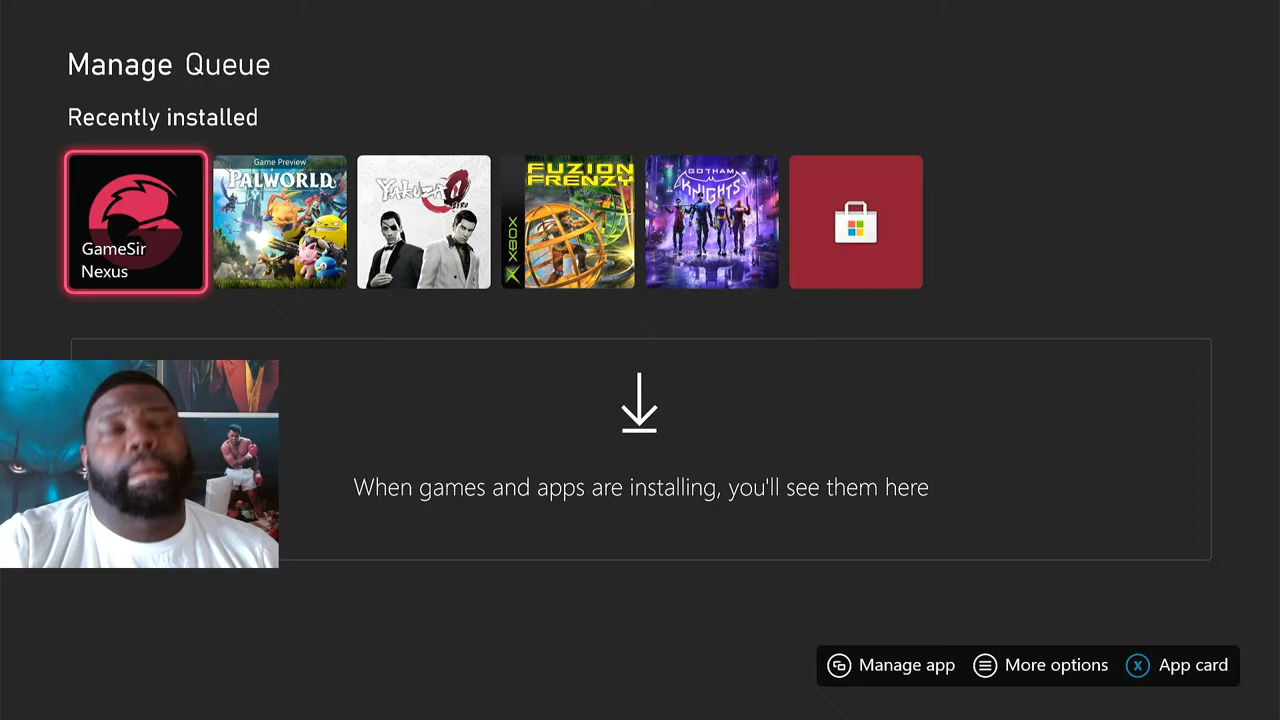 Manage Queue
Recently installed
GameSir
Nexus
Game Preview
PALWORLD
YAKUZA 0
ZERO
XBOX
FUZION
FRENZY
GOTHAM
KNIGHTS
When games and apps are installing, you'll see them here
Manage app
More options
X App card